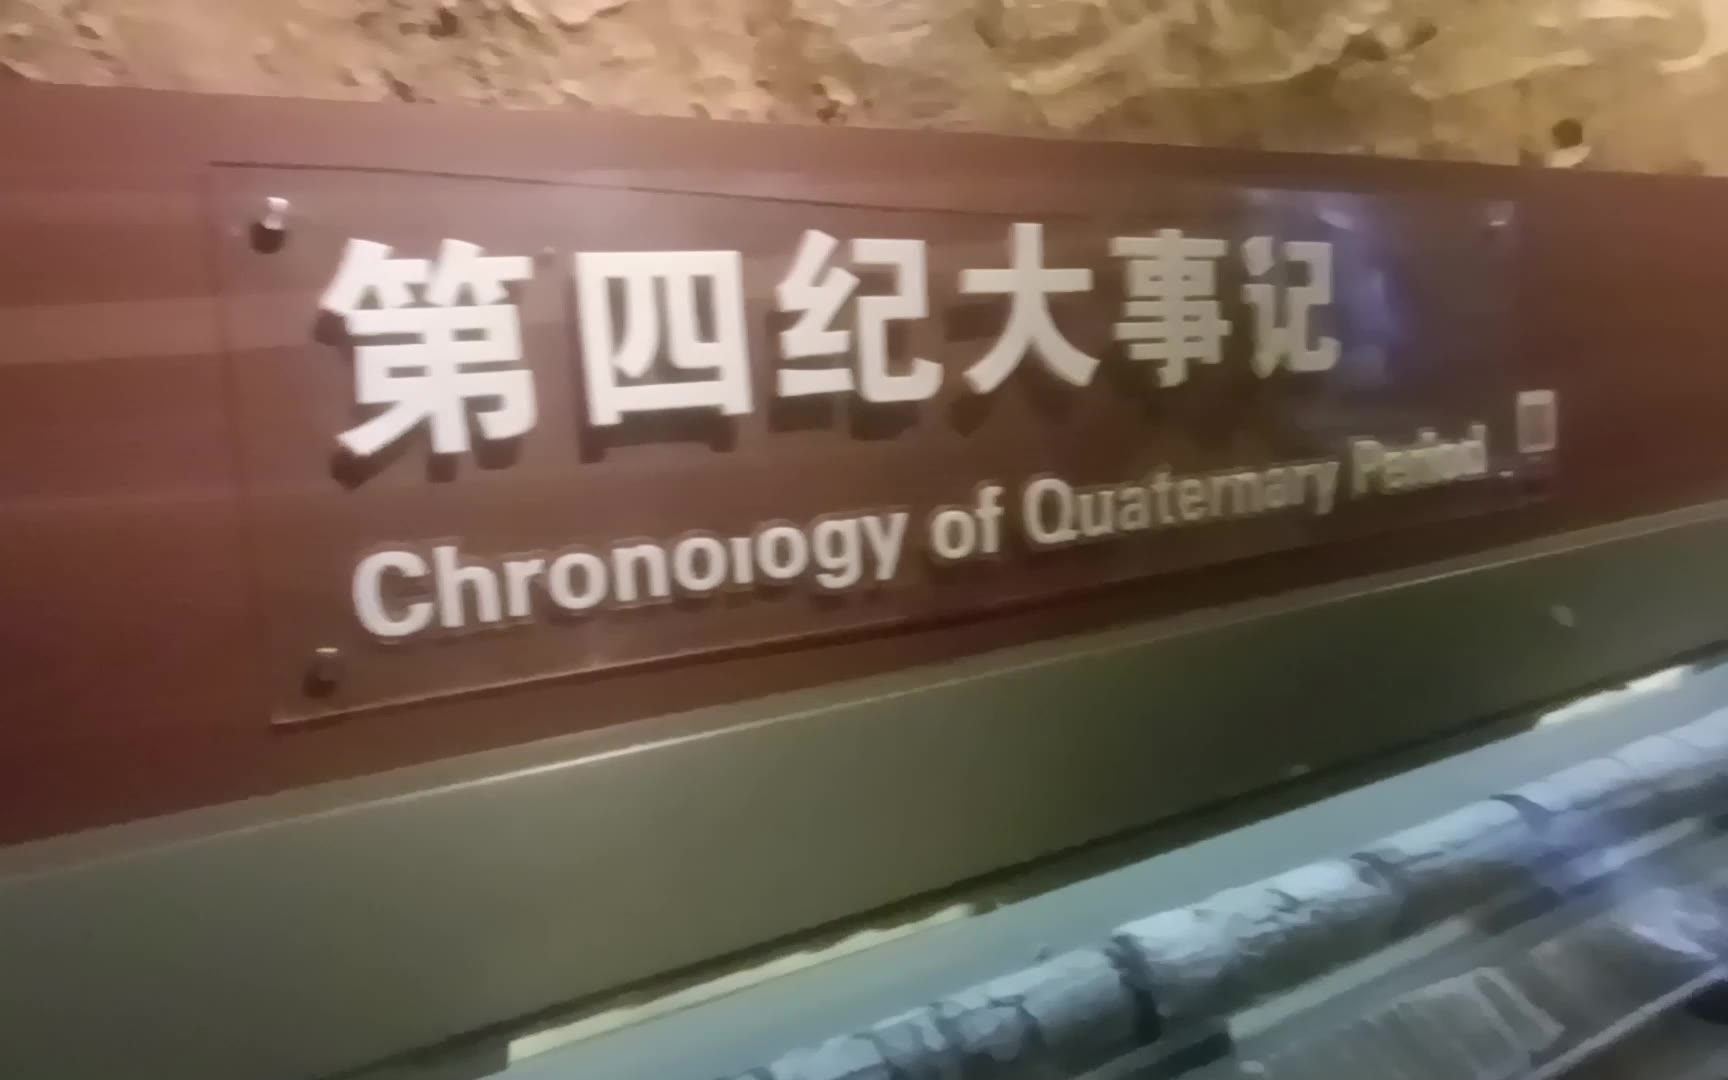 第四纪大事记
Chronology of Quaternary Period